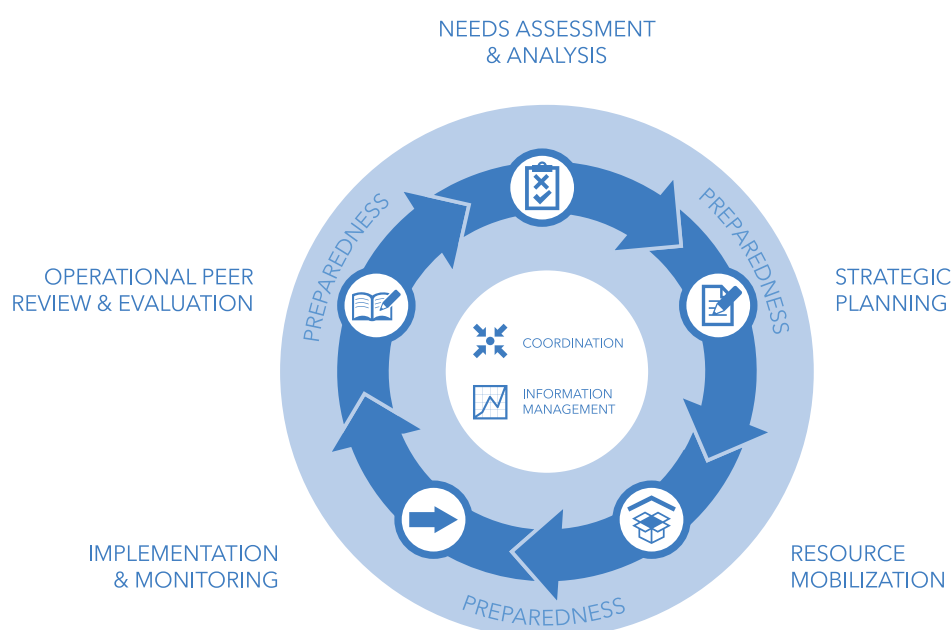 NEEDS ASSESSMENT
& ANALYSIS
PREPAREDNESS
PREPAREDNESS
OPERATIONAL PEER
REVIEW & EVALUATION
STRATEGIC
PLANNING
COORDINATION
INFORMATION
MANAGEMENT
IMPLEMENTATION
& MONITORING
RESOURCE
MOBILIZATION
PREPAREDNESS